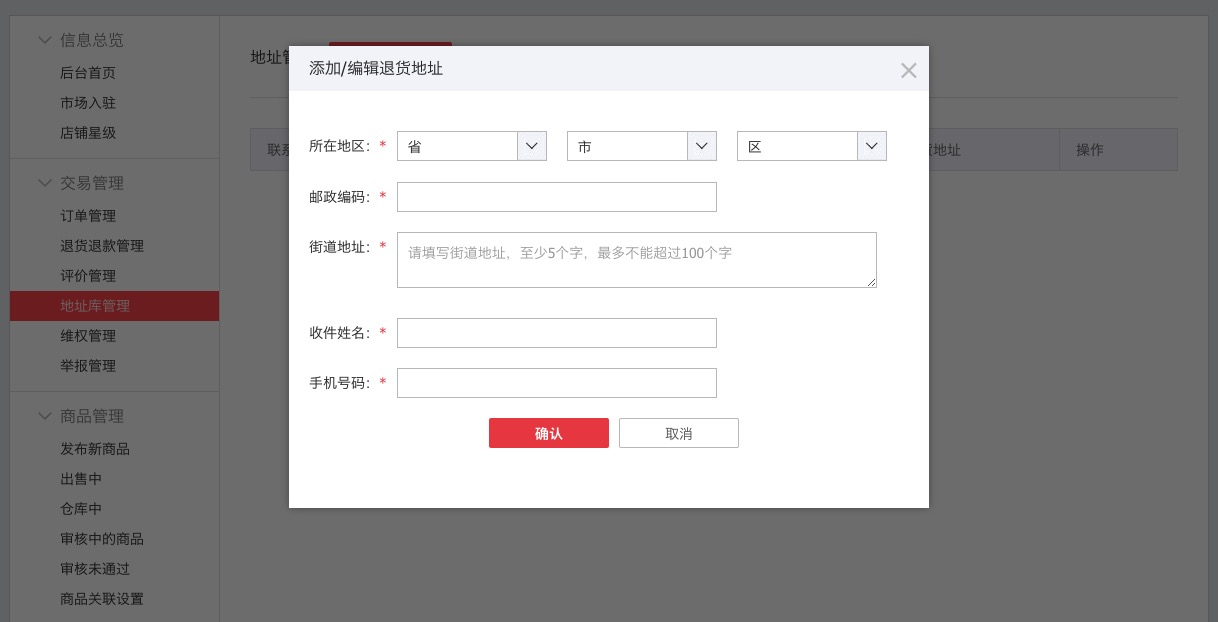 信息总览
后台首页
市场入驻
店铺星级
交易管理
订单管理
退货退款管理
评价管理
地址库管理
维权管理
举报管理
商品管理
发布新商品
出售中
仓库中
审核中的商品
审核未通过
商品关联设置
地址
联
地址
操作
添加/编辑退货地址
所在地区： * 省 市 区
邮政编码： *
街道地址： * 请填写街道地址，至少5个字，最多不能超过100个字
收件姓名： *
手机号码： *
确认 取消